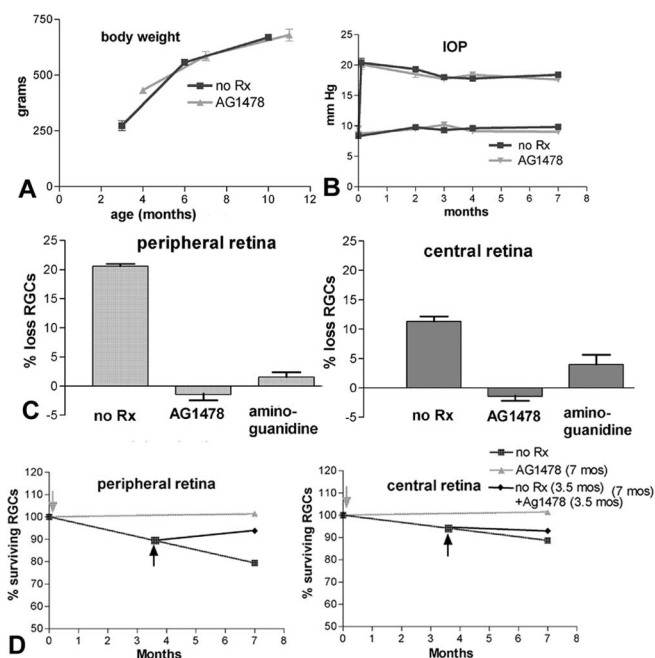 body weight
750
500
250
0
grams
no Rx
AG1478
0 2 4 6 8 10 12
age (months)
A
IOP
25
20
15
10
5
0
mm Hg
no Rx
AG1478
0 1 2 3 4 5 6 7 8
months
B
peripheral retina
25
20
15
10
5
0
-5
% loss RGCs
no Rx
AG1478
amino-
guanidine
C
central retina
25
20
15
10
5
0
-5
% loss RGCs
no Rx
AG1478
amino-
guanidine
peripheral retina
120
110
100
90
80
70
60
50
% surviving RGCs
0 1 2 3 4 5 6 7 8
Months
D
central retina
no Rx
AG1478 (7 mos)
no Rx (3.5 mos) (7 mos)
+Ag1478 (3.5 mos)
120
110
100
90
80
70
60
50
% surviving RGCs
0 1 2 3 4 5 6 7 8
Months